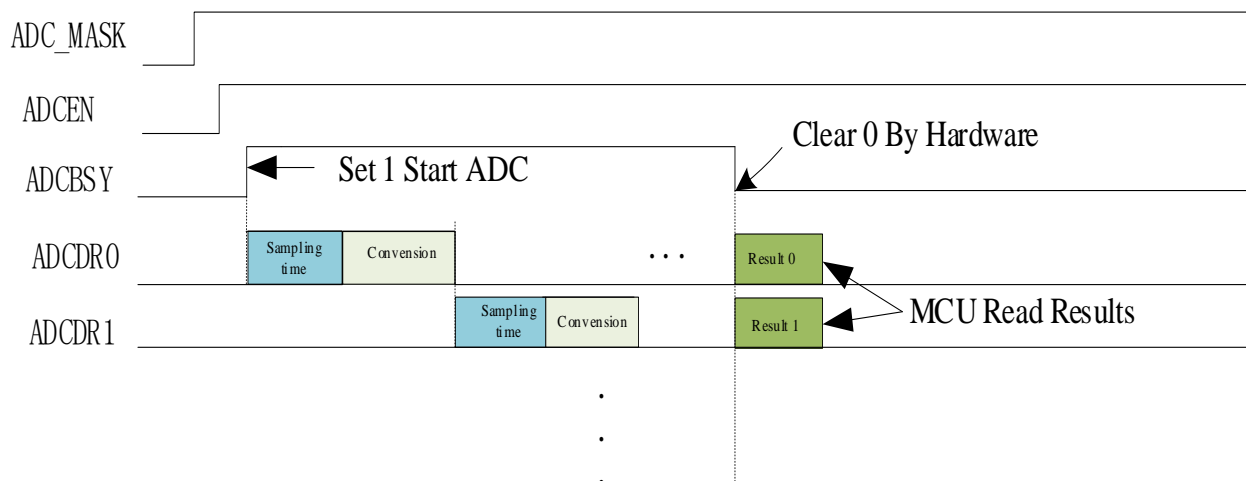 ADC_MASK
ADCEN
Clear 0 By Hardware
Set 1 Start ADC
ADCBSY
ADCDR0
Sampling
time
Convension
...
Result 0
MCU Read Results
ADCDR1
Sampling
time
Convension
Result 1
.
.
.